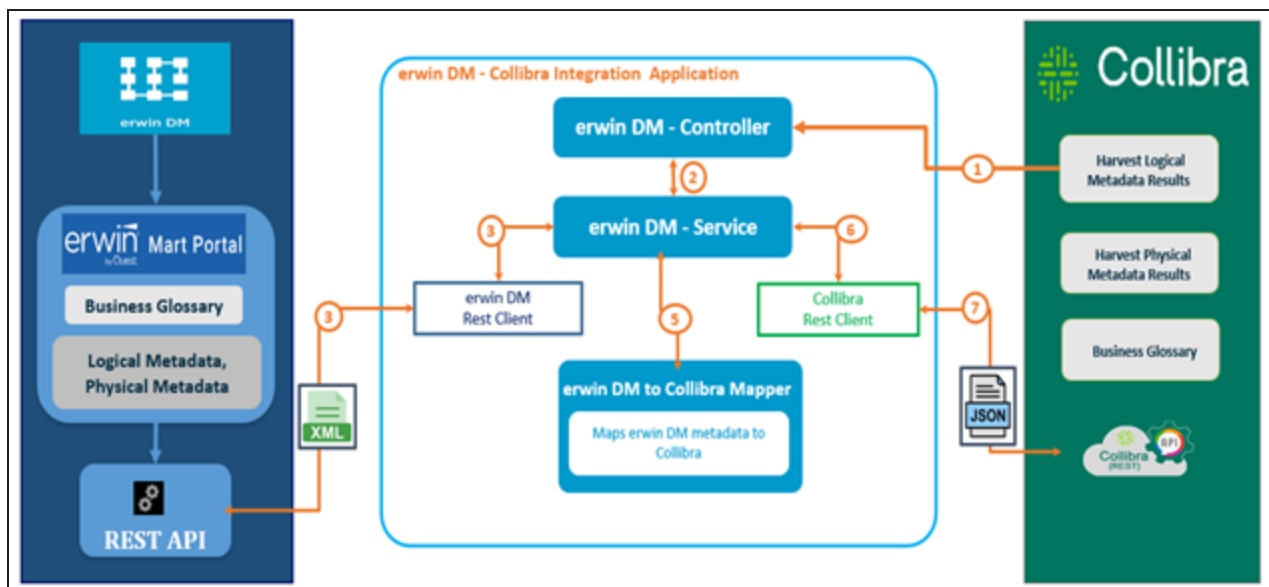 erwin DM
erwin
by Quest
Mart Portal
Business Glossary
Logical Metadata,
Physical Metadata
REST API
3
XML
erwin DM - Collibra Integration Application
erwin DM - Controller
2
erwin DM - Service
3
6
erwin DM
Rest Client
Collibra
Rest Client
5
erwin DM to Collibra Mapper
Maps erwin DM metadata to
Collibra
1
7
JSON
Collibra
Harvest Logical
Metadata Results
Harvest Physical
Metadata Results
Business Glossary
Collibra
(REST)
RPI